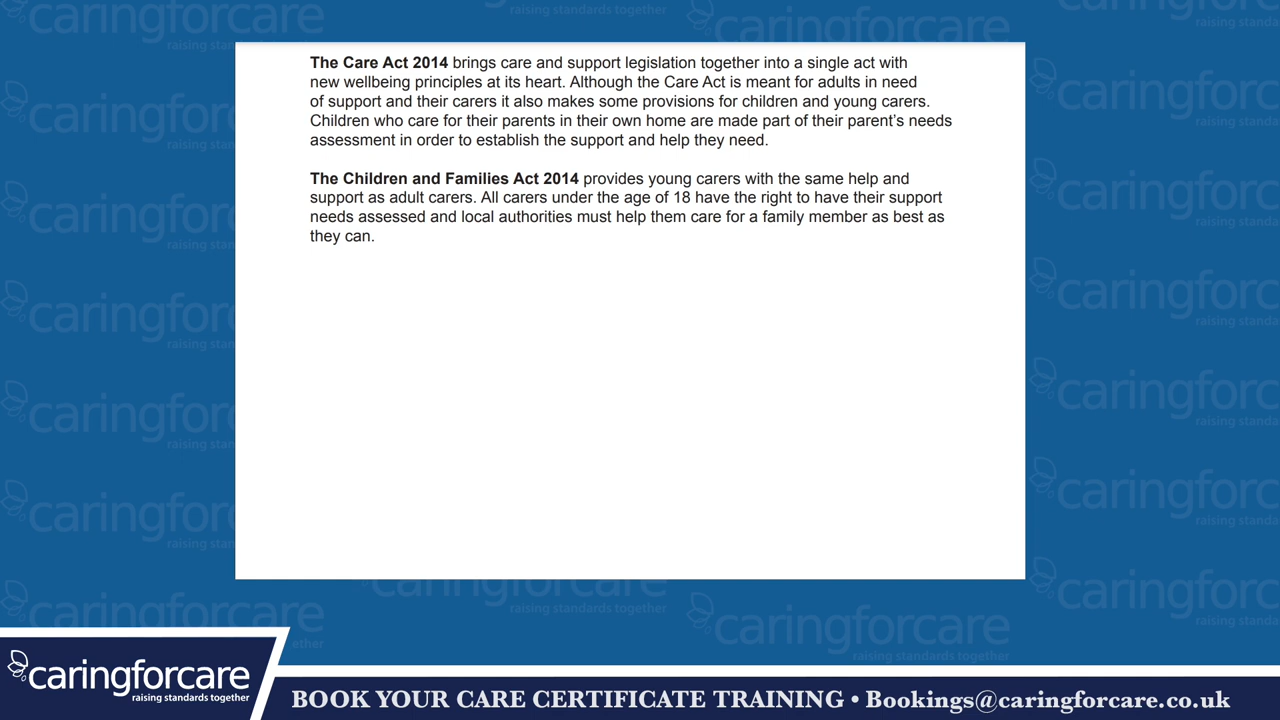 The Care Act 2014 brings care and support legislation together into a single act with
new wellbeing principles at its heart. Although the Care Act is meant for adults in need
of support and their carers it also makes some provisions for children and young carers.
Children who care for their parents in their own home are made part of their parent's needs
assessment in order to establish the support and help they need.
The Children and Families Act 2014 provides young carers with the same help and
support as adult carers. All carers under the age of 18 have the right to have their support
needs assessed and local authorities must help them care for a family member as best as
they can.
caringforcare
raising standards together
BOOK YOUR CARE CERTIFICATE TRAINING • Bookings@caringforcare.co.uk